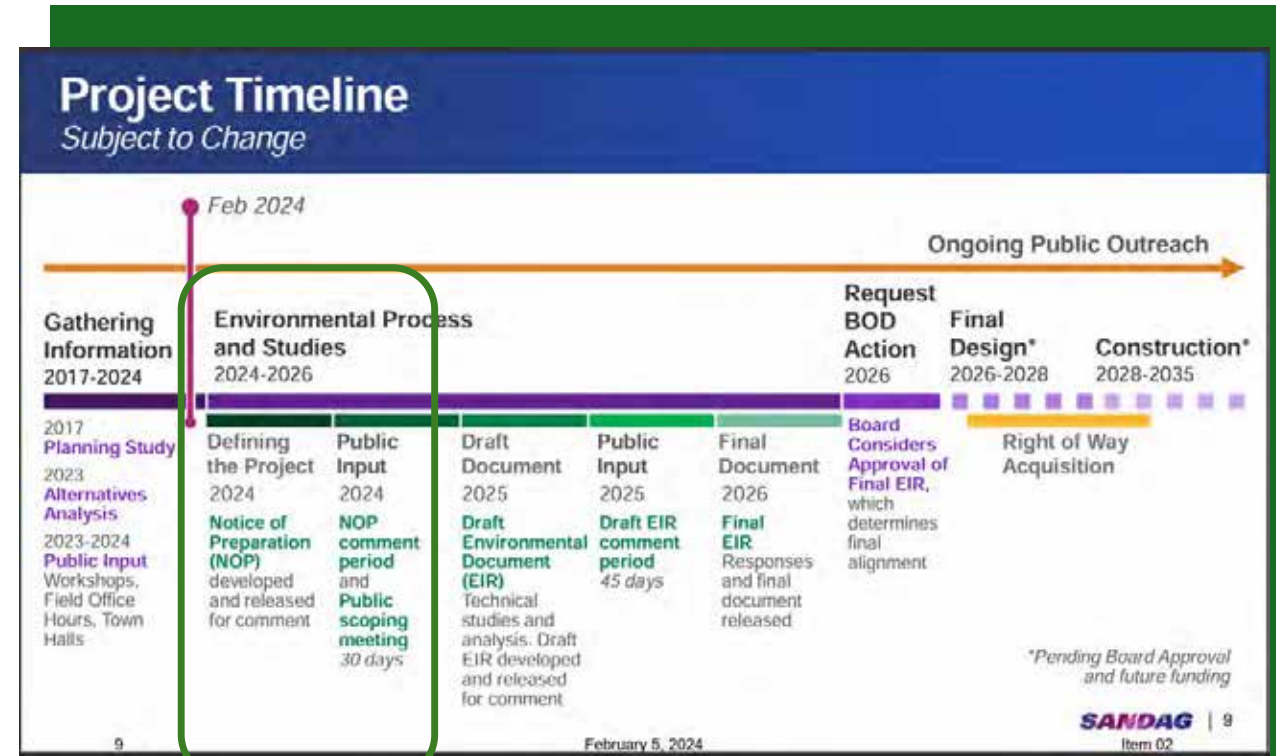 Project Timeline
Subject to Change
Feb 2024
Ongoing Public Outreach
Gathering
Information
2017-2024
Environmental Process
and Studies
2024-2026
Request
BOD
Action
2026
Final
Design*
2026-2028
Construction*
2028-2035
2017
Planning Study
2023
Alternatives
Analysis
2023-2024
Public Input
Workshops,
Field Office
Hours, Town
Halls
Defining
the Project
2024
Notice of
Preparation
(NOP)
developed
and released
for comment
Public
Input
2024
NOP
comment
period
and
Public
scoping
meeting
30 days
Draft
Document
2025
Draft
Environmental
Document
(EIR)
Technical
studies and
analysis. Draft
EIR developed
and released
for comment
Public
Input
2025
Draft EIR
comment
period
45 days
Final
Document
2026
Final
EIR
Responses
and final
document
released
Board
Considers
Approval of
Final EIR,
which
determines
final
alignment
Right of Way
Acquisition
*Pending Board Approval
and future funding
SANDAG | 9
9
February 5, 2024
Item 02